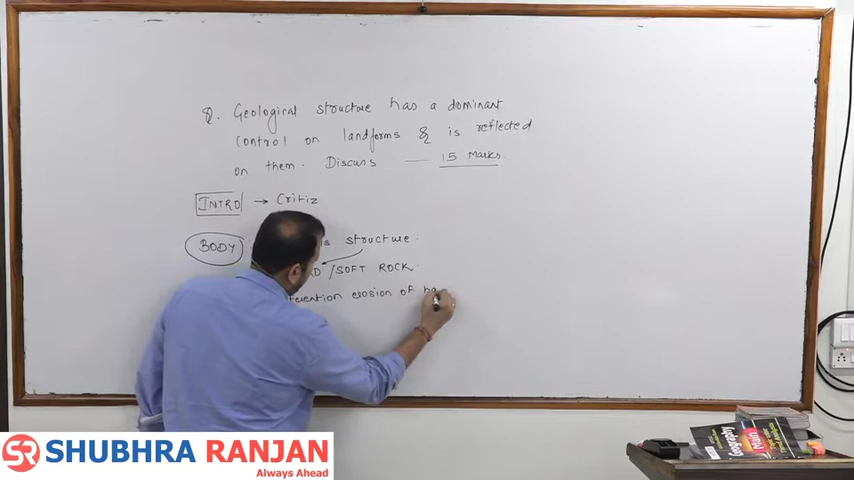 Q. Geological structure has a dominant
control on landforms & is reflected
on them. Discuss — 15 Marks.
INTRO → Critiz
BODY structure.
/SOFT ROCK.
erosion of
SHUBHRA RANJAN
Always Ahead
SR
Geography